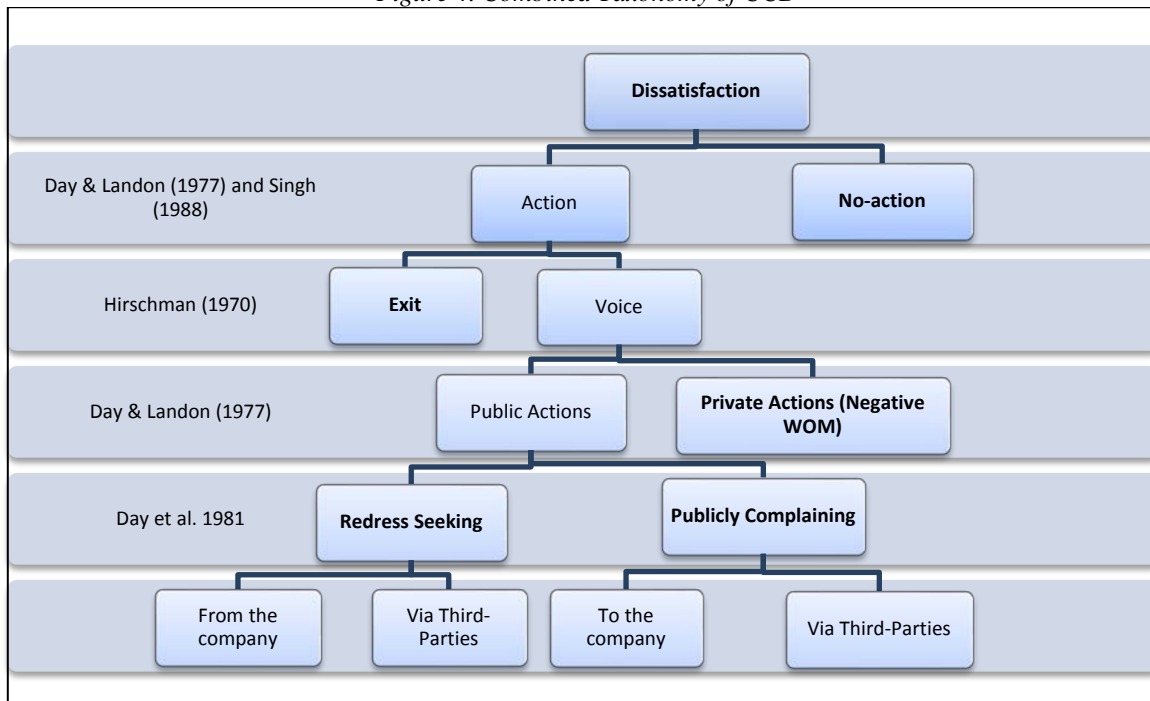 Figure Combined Taxonomy of
Dissatisfaction
Day & Landon (1977) and Singh
(1988)
Action
No-action
Hirschman (1970)
Exit
Voice
Day & Landon (1977)
Public Actions
Private Actions (Negative
WOM)
Day et al. 1981
Redress Seeking
Publicly Complaining
From the
company
Via Third-
Parties
To the
company
Via Third-Parties